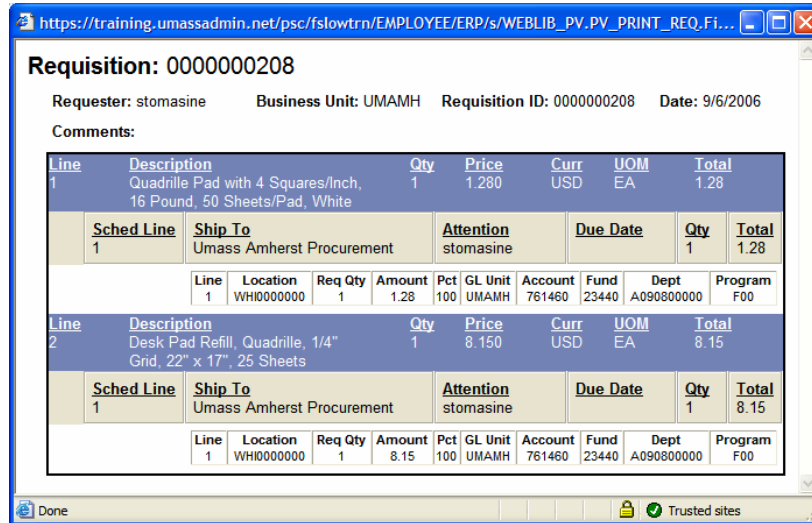 https://training.umassadmin.net/psc/fslowtrn/EMPLOYEE/ERP/s/WEBLIB_PV.PV_PRINT_REQ.Fi...
Requisition: 0000000208
Requester: stomasine Business Unit: UMAMH Requisition ID: 0000000208 Date: 9/6/2006
Comments:
Line Description Qty Price Curr UOM Total
1 Quadrille Pad with 4 Squares/Inch, 1 1.280 USD EA 1.28
16 Pound, 50 Sheets/Pad, White
Sched Line Ship To Attention Due Date Qty Total
1 Umass Amherst Procurement stomasine 1 1.28
Line Location Req Qty Amount Pct GL Unit Account Fund Dept Program
1 WHI0000000 1 1.28 100 UMAMH 761460 23440 A090800000 F00
Line Description Qty Price Curr UOM Total
2 Desk Pad Refill, Quadrille, 1/4" 1 8.150 USD EA 8.15
Grid, 22" x 17", 25 Sheets
Sched Line Ship To Attention Due Date Qty Total
1 Umass Amherst Procurement stomasine 1 8.15
Line Location Req Qty Amount Pct GL Unit Account Fund Dept Program
1 WHI0000000 1 8.15 100 UMAMH 761460 23440 A090800000 F00
Done Trusted sites